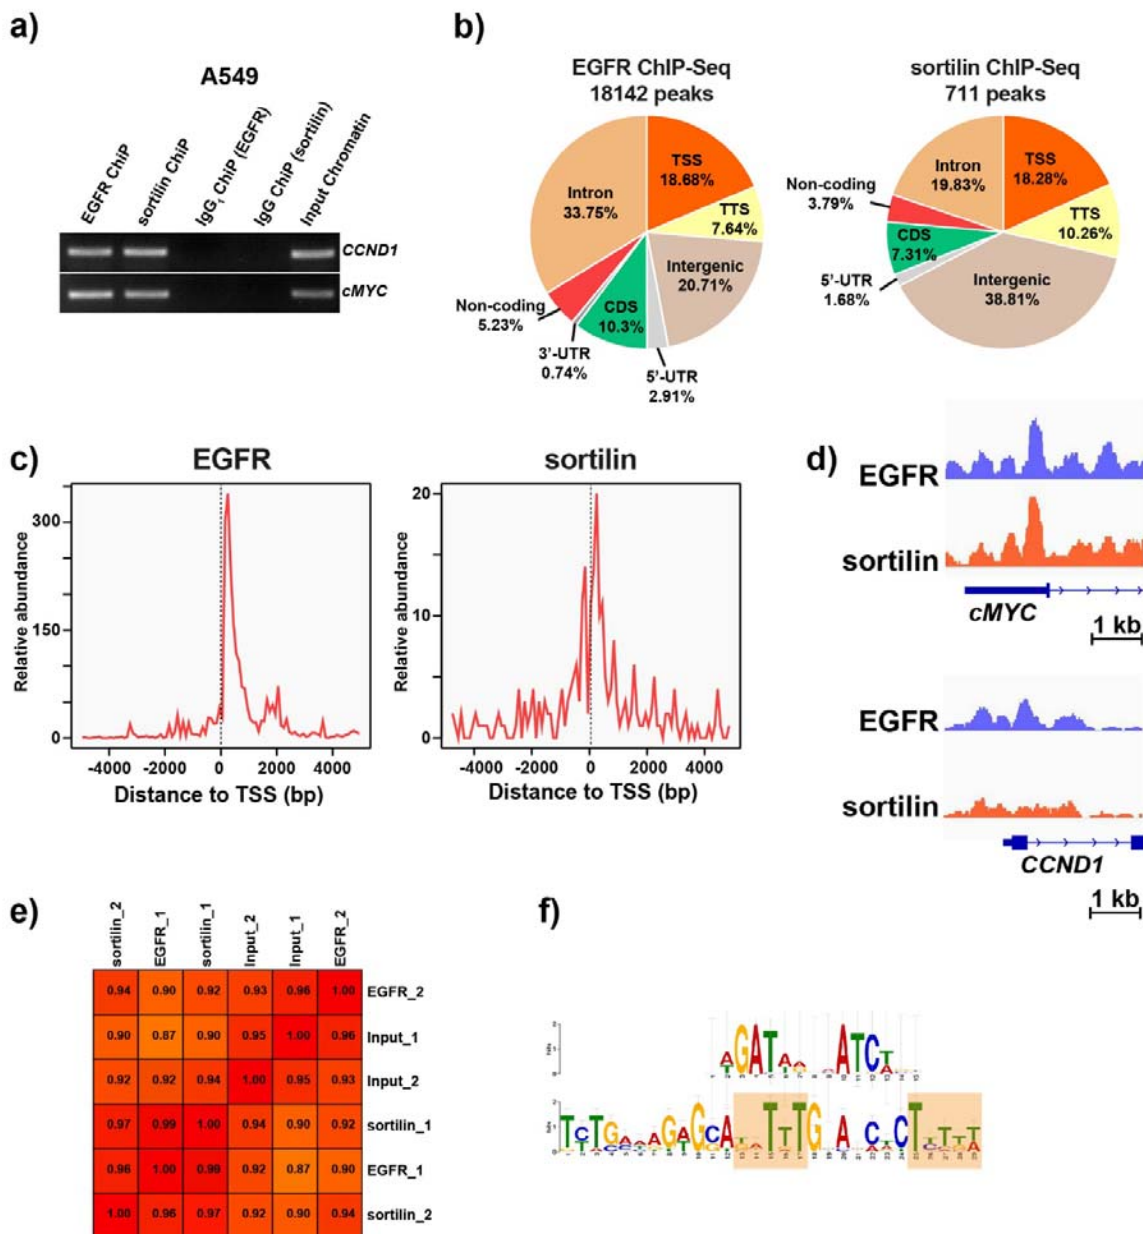 a)
A549
EGFR ChiP
sortilin ChiP
IgG1 ChiP (EGFR)
IgG ChiP (sortilin)
Input Chromatin
CCND1
cMYC
b)
EGFR ChIP-Seq
18142 peaks
TSS
18.68%
TTS
7.64%
Intergenic
20.71%
5'-UTR
2.91%
CDS
10.3%
3'-UTR
0.74%
Non-coding
5.23%
Intron
33.75%
sortilin ChIP-Seq
711 peaks
TSS
18.28%
TTS
10.26%
Intergenic
38.81%
5'-UTR
1.68%
CDS
7.31%
Non-coding
3.79%
Intron
19.83%
c)
EGFR
Relative abundance
300
150
0
-4000 -2000 0 2000 4000
Distance to TSS (bp)
sortilin
Relative abundance
20
10
0
-4000 -2000 0 2000 4000
Distance to TSS (bp)
d)
EGFR
sortilin
cMYC
1 kb
EGFR
sortilin
CCND1
1 kb
e)
sortilin_2 EGFR_1 sortilin_1 Input_2 Input_1 EGFR_2
0.94 0.90 0.92 0.93 0.96 1.00 EGFR_2
0.90 0.87 0.90 0.95 1.00 0.96 Input_1
0.92 0.92 0.94 1.00 0.95 0.93 Input_2
0.97 0.99 1.00 0.94 0.90 0.92 sortilin_1
0.96 1.00 0.99 0.92 0.87 0.90 EGFR_1
1.00 0.96 0.97 0.92 0.90 0.94 sortilin_2
f)